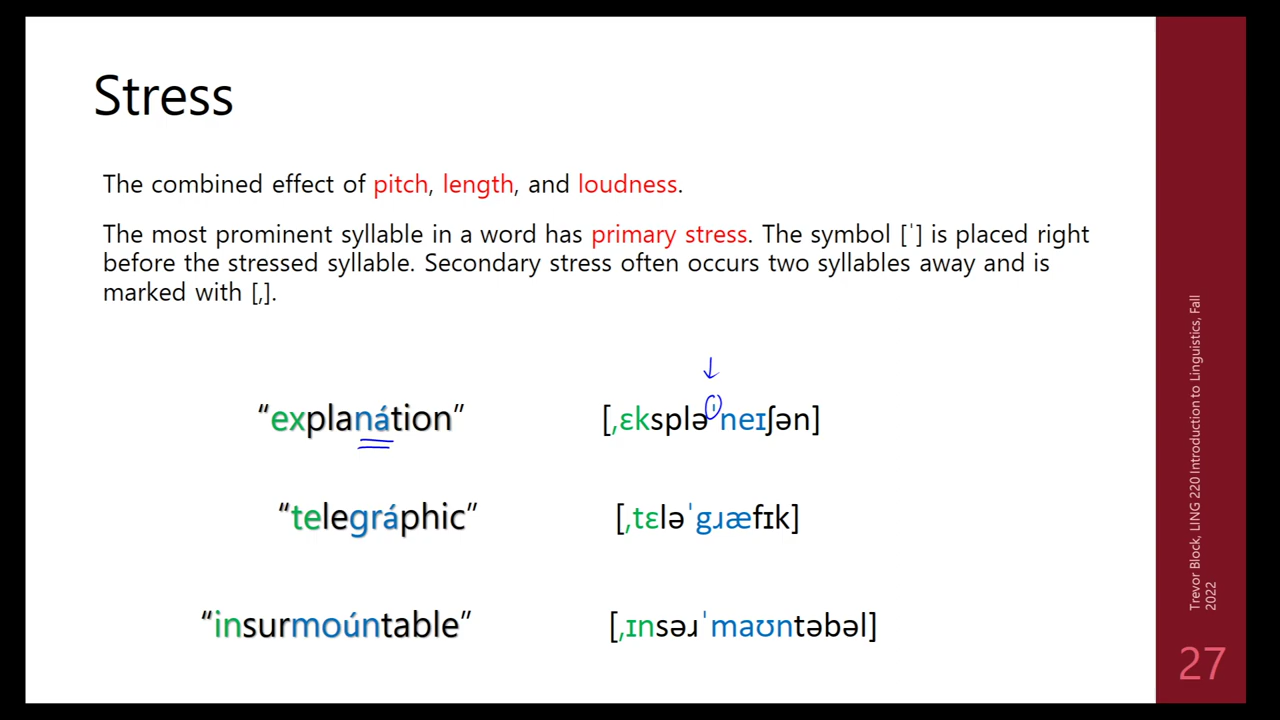 Stress
The combined effect of pitch, length, and loudness.
The most prominent syllable in a word has primary stress. The symbol [ˈ] is placed right
before the stressed syllable. Secondary stress often occurs two syllables away and is
marked with [ˌ].
“explanátion” [ˌɛkspləˈneɪʃən]
“telegráphic” [ˌtɛləˈgɹæfɪk]
“insurmoúntable” [ˌɪnsəɹˈmaʊntəbəl]
Trevor Block, LING 220 Introduction to Linguistics, Fall
2022
27